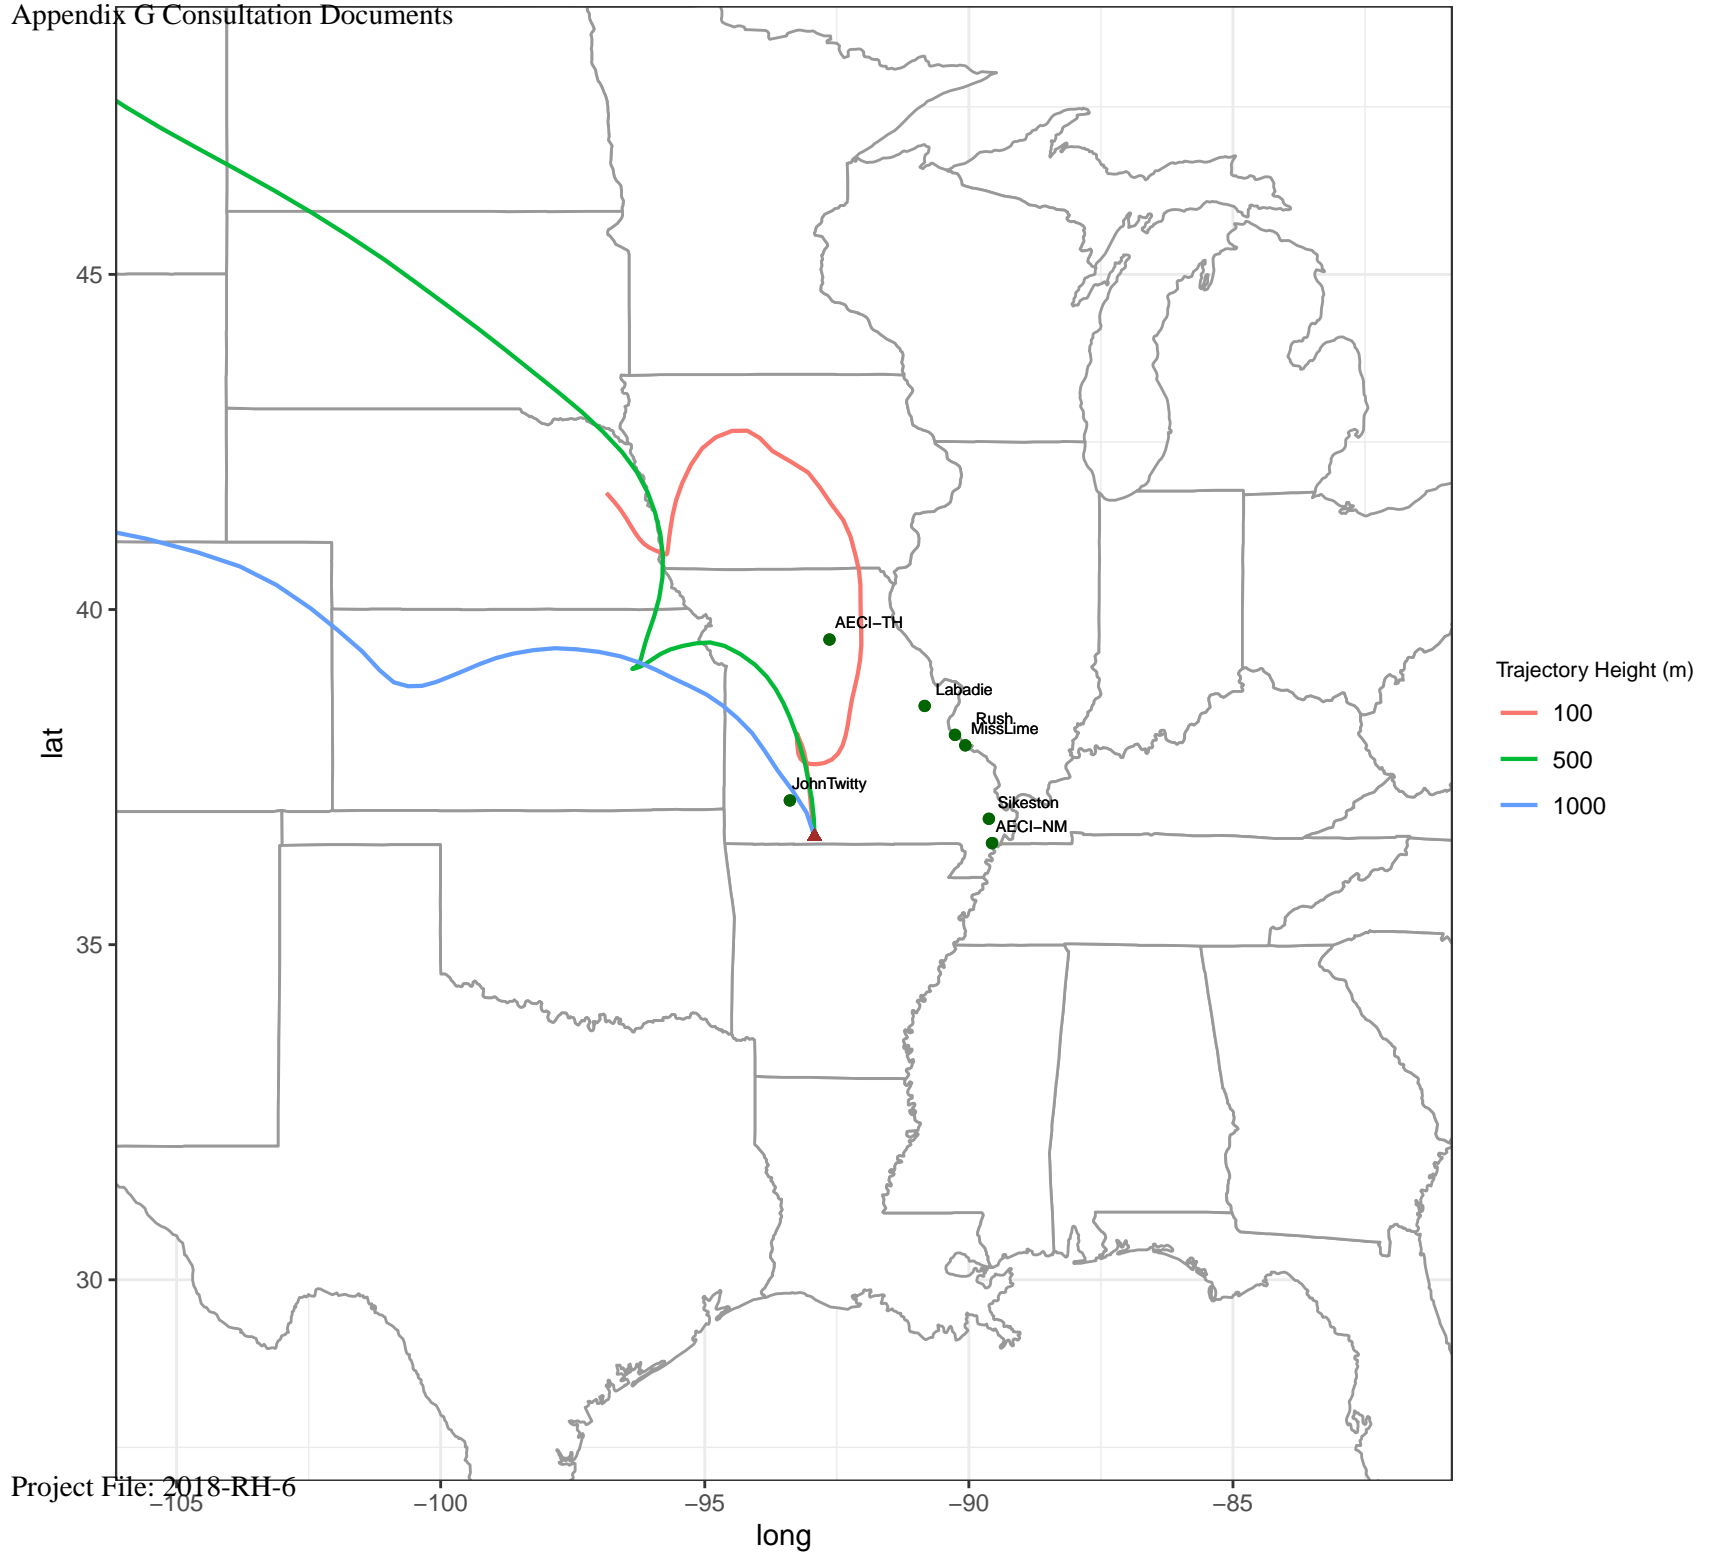 Appendix G Consultation Documents
45
40
35
30
lat
AECI−TH
Labadie
Rush
MissLime
JohnTwitty
Sikeston
AECI−NM
Trajectory Height (m)
100
500
1000
Project File: 2018-RH-6
−105
−100
−95
−90
−85
long